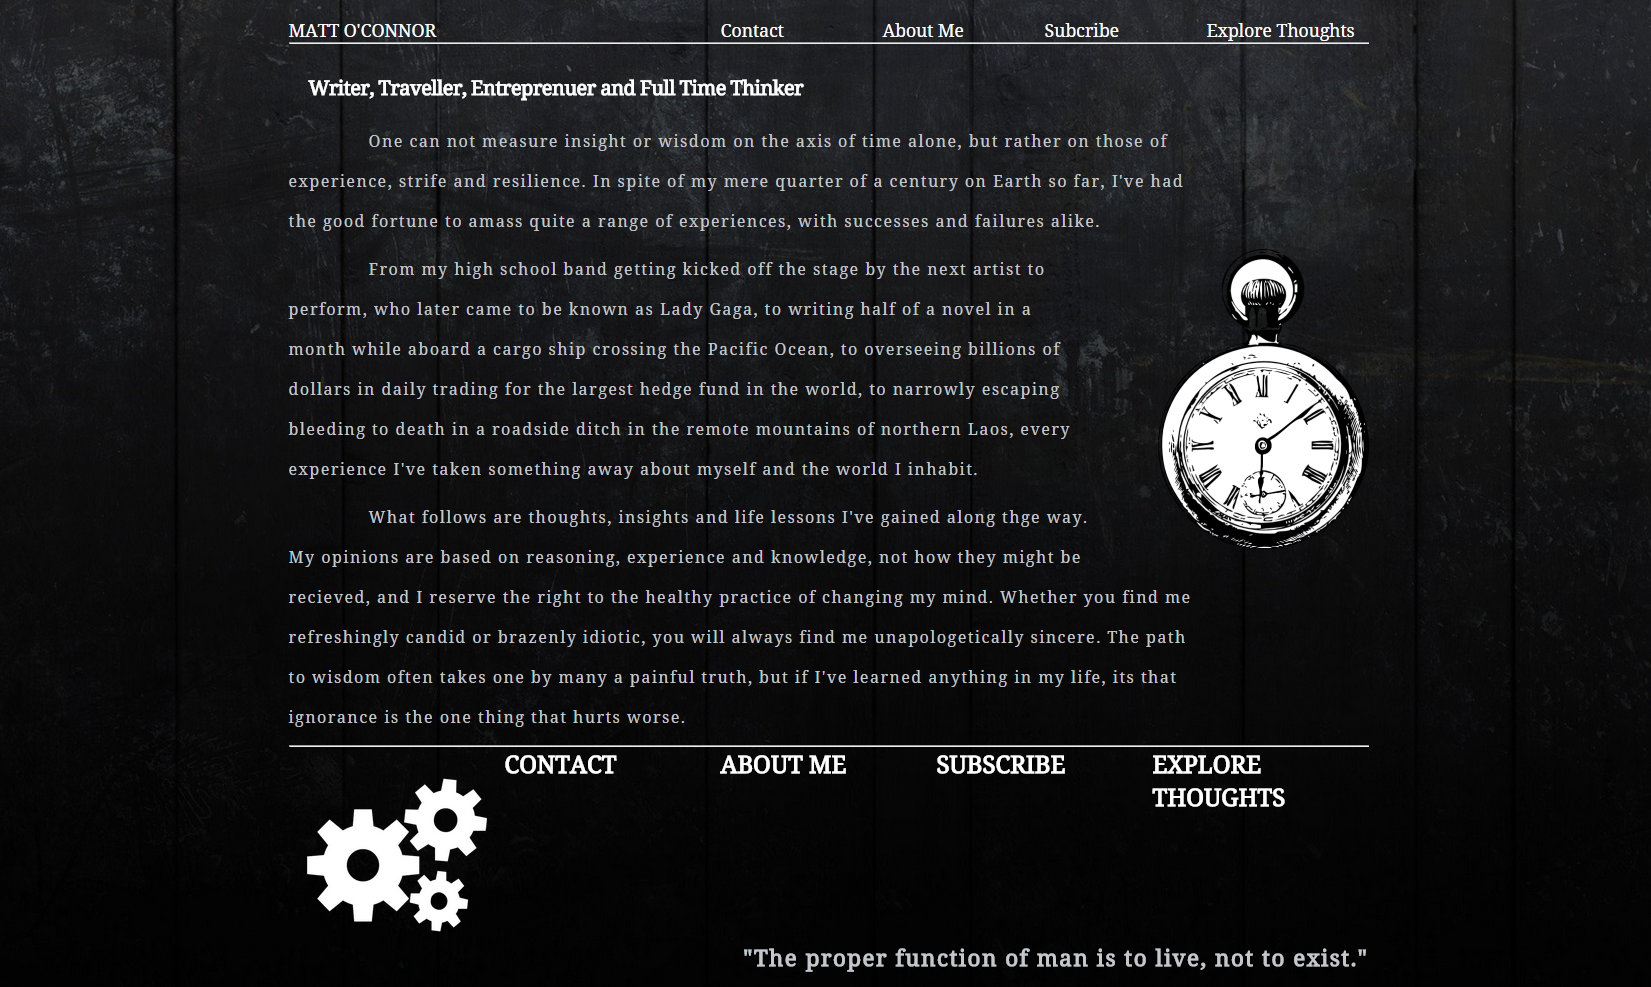 MATT O'CONNOR Contact About Me Subcribe Explore Thoughts
Writer, Traveller, Entreprenuer and Full Time Thinker
One can not measure insight or wisdom on the axis of time alone, but rather on those of
experience, strife and resilience. In spite of my mere quarter of a century on Earth so far, I've had
the good fortune to amass quite a range of experiences, with successes and failures alike.
From my high school band getting kicked off the stage by the next artist to
perform, who later came to be known as Lady Gaga, to writing half of a novel in a
month while aboard a cargo ship crossing the Pacific Ocean, to overseeing billions of
dollars in daily trading for the largest hedge fund in the world, to narrowly escaping
bleeding to death in a roadside ditch in the remote mountains of northern Laos, every
experience I've taken something away about myself and the world I inhabit.
What follows are thoughts, insights and life lessons I've gained along thge way.
My opinions are based on reasoning, experience and knowledge, not how they might be
recieved, and I reserve the right to the healthy practice of changing my mind. Whether you find me
refreshingly candid or brazenly idiotic, you will always find me unapologetically sincere. The path
to wisdom often takes one by many a painful truth, but if I've learned anything in my life, its that
ignorance is the one thing that hurts worse.
CONTACT ABOUT ME SUBSCRIBE EXPLORE
THOUGHTS
"The proper function of man is to live, not to exist."